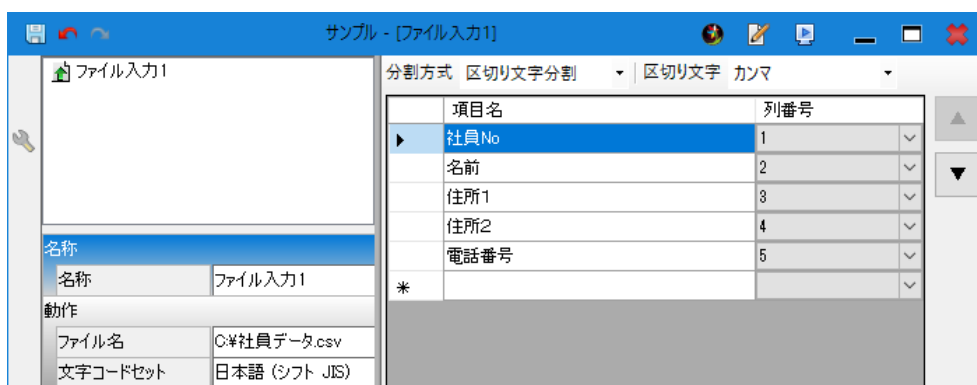 サンプル - [ファイル入力1]
ファイル入力1
分割方式 区切り文字分割 区切り文字 カンマ
項目名 列番号
社員No 1
名前 2
住所1 3
住所2 4
電話番号 5
名称
名称 ファイル入力1
動作
ファイル名 C:¥社員データ.csv
文字コードセット 日本語 (シフト JIS)